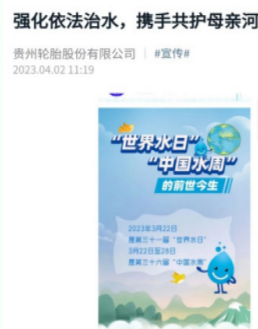 强化依法治水，携手共护母亲河
贵州轮胎股份有限公司 | #宣传#
2023.04.02 11:19
“世界水日”
“中国水周”
的前世今生
2023年3月22日
是第三十一届“世界水日”
3月22日至28日
是第三十六届“中国水周”